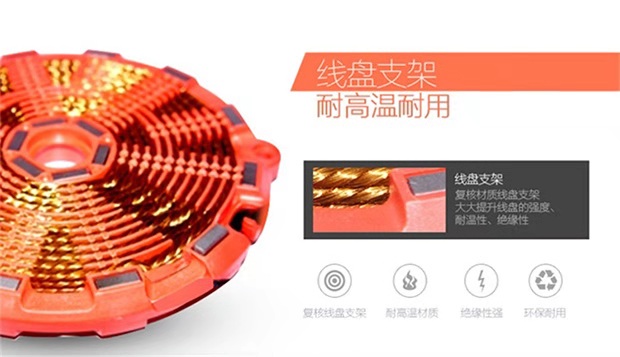 线盘支架
耐高温耐用
线盘支架
复核材质线盘支架
大大提升线盘的强度、
耐温性、绝缘性
复核线盘支架
耐高温材质
绝缘性强
环保耐用